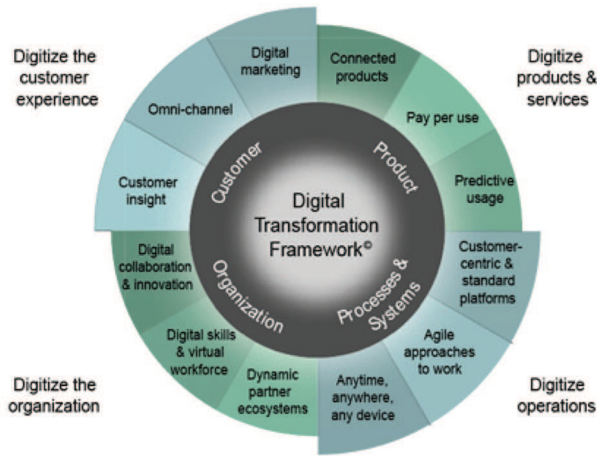 Digitize the
customer
experience
Digital
marketing
Omni-channel
Customer
insight
Connected
products
Pay per use
Predictive
usage
Digitize
products &
services
Customer
Product
Digital
Transformation
Framework©
Organization
Processes &
Systems
Digital
collaboration
& innovation
Digital skills
& virtual
workforce
Dynamic
partner
ecosystems
Customer-
centric &
standard
platforms
Agile
approaches
to work
Anytime,
anywhere,
any device
Digitize the
organization
Digitize
operations